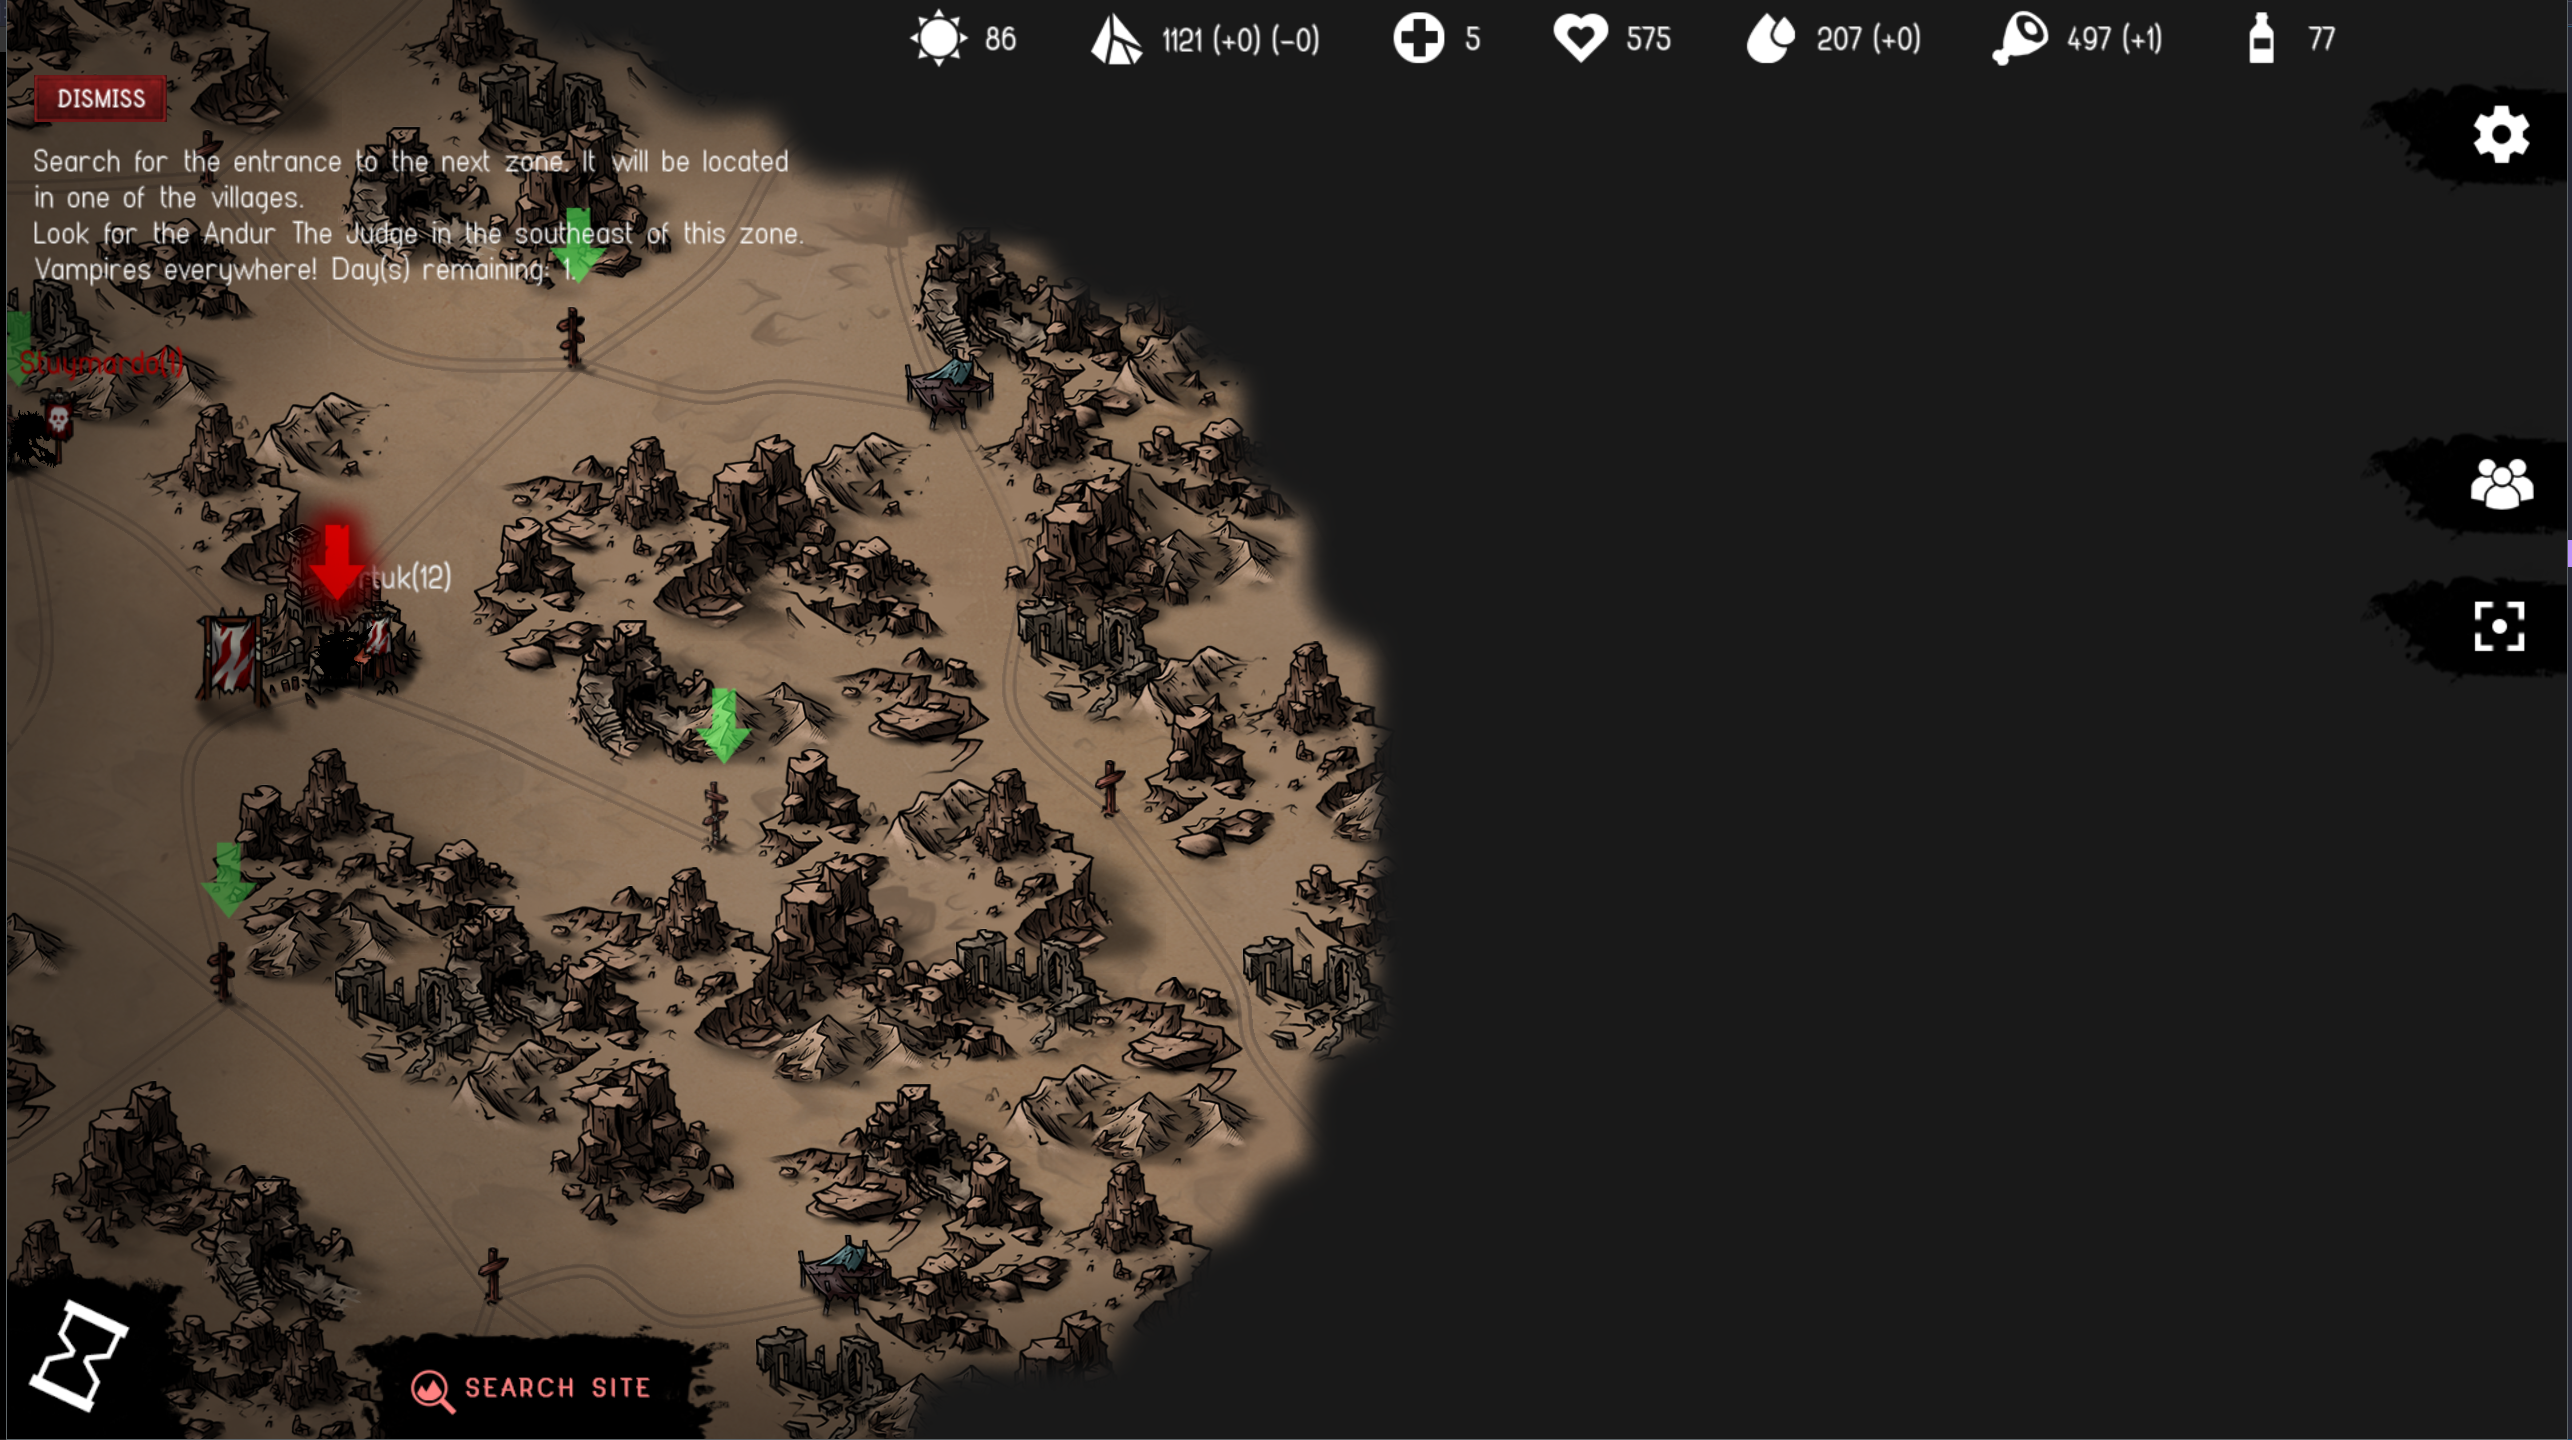 86 1121 (+0) (-0) 5 575 207 (+0) 497 (+1) 77
DISMISS
Search for the entrance to the next zone. It will be located
in one of the villages.
Look for the Andur The Judge in the southeast of this zone.
Vampires everywhere! Day(s) remaining: 1.
Stuymardo(1)
tuk(12)
SEARCH SITE